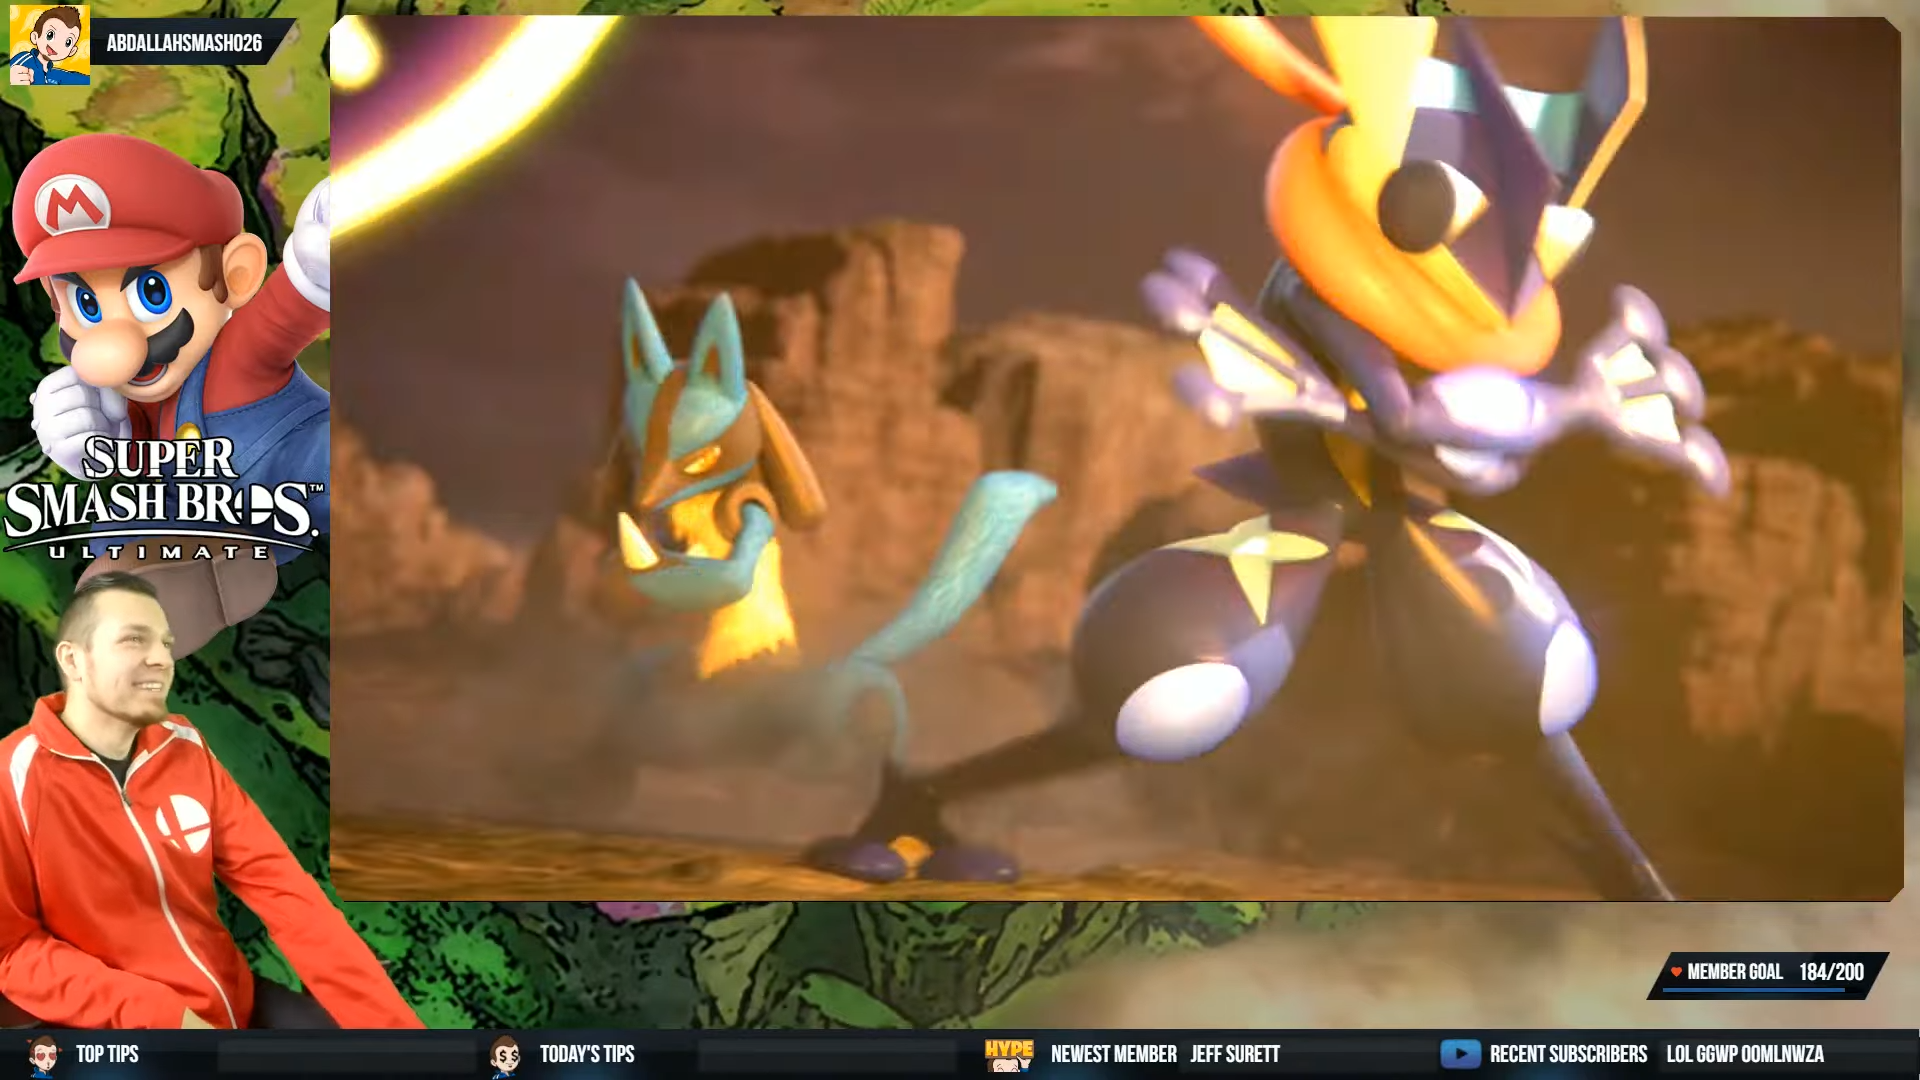 ABDALLAHSMASH026
M
SUPER
SMASH BROS.™
ULTIMATE
MEMBER GOAL 184/200
TOP TIPS
TODAY'S TIPS
HYPE
NEWEST MEMBER JEFF SURETT
RECENT SUBSCRIBERS LOL GGWP OOMLNWZA